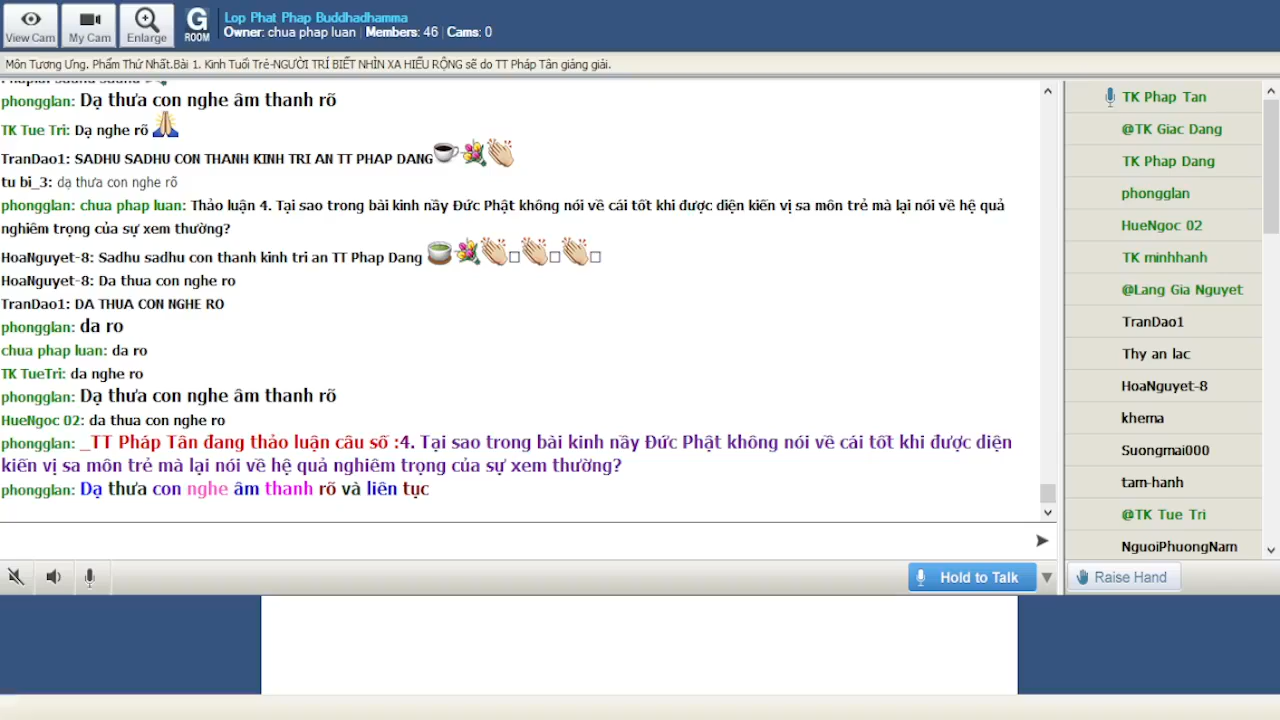 View Cam
My Cam
Enlarge
G
ROOM
Lop Phat Phap Buddhadhamma
Owner: chua phap luan | Members: 46 | Cams: 0
Môn Tương Ưng. Phẩm Thứ Nhất.Bài 1. Kinh Tuổi Trẻ-NGƯỜI TRÍ BIẾT NHÌN XA HIỂU RỘNG sẽ do TT Pháp Tân giảng giải.
phongglan: Dạ thưa con nghe âm thanh rõ
TK Tue Tri: Dạ nghe rõ
TranDao1: SADHU SADHU CON THANH KINH TRI AN TT PHAP DANG
tu bi_3: dạ thưa con nghe rõ
phongglan: chua phap luan: Thảo luận 4. Tại sao trong bài kinh nầy Đức Phật không nói về cái tốt khi được diện kiến vị sa môn trẻ mà lại nói về hệ quả
nghiêm trọng của sự xem thường?
HoaNguyet-8: Sadhu sadhu con thanh kinh tri an TT Phap Dang
HoaNguyet-8: Da thua con nghe ro
TranDao1: DA THUA CON NGHE RO
phongglan: da ro
chua phap luan: da ro
TK TueTri: da nghe ro
phongglan: Dạ thưa con nghe âm thanh rõ
HueNgoc 02: da thua con nghe ro
phongglan: _TT Pháp Tân đang thảo luận câu số :4. Tại sao trong bài kinh nầy Đức Phật không nói về cái tốt khi được diện
kiến vị sa môn trẻ mà lại nói về hệ quả nghiêm trọng của sự xem thường?
phongglan: Dạ thưa con nghe âm thanh rõ và liên tục
Hold to Talk
TK Phap Tan
@TK Giac Dang
TK Phap Dang
phongglan
HueNgoc 02
TK minhhanh
@Lang Gia Nguyet
TranDao1
Thy an lac
HoaNguyet-8
khema
Suongmai000
tam-hanh
@TK Tue Tri
NguoiPhuongNam
Raise Hand